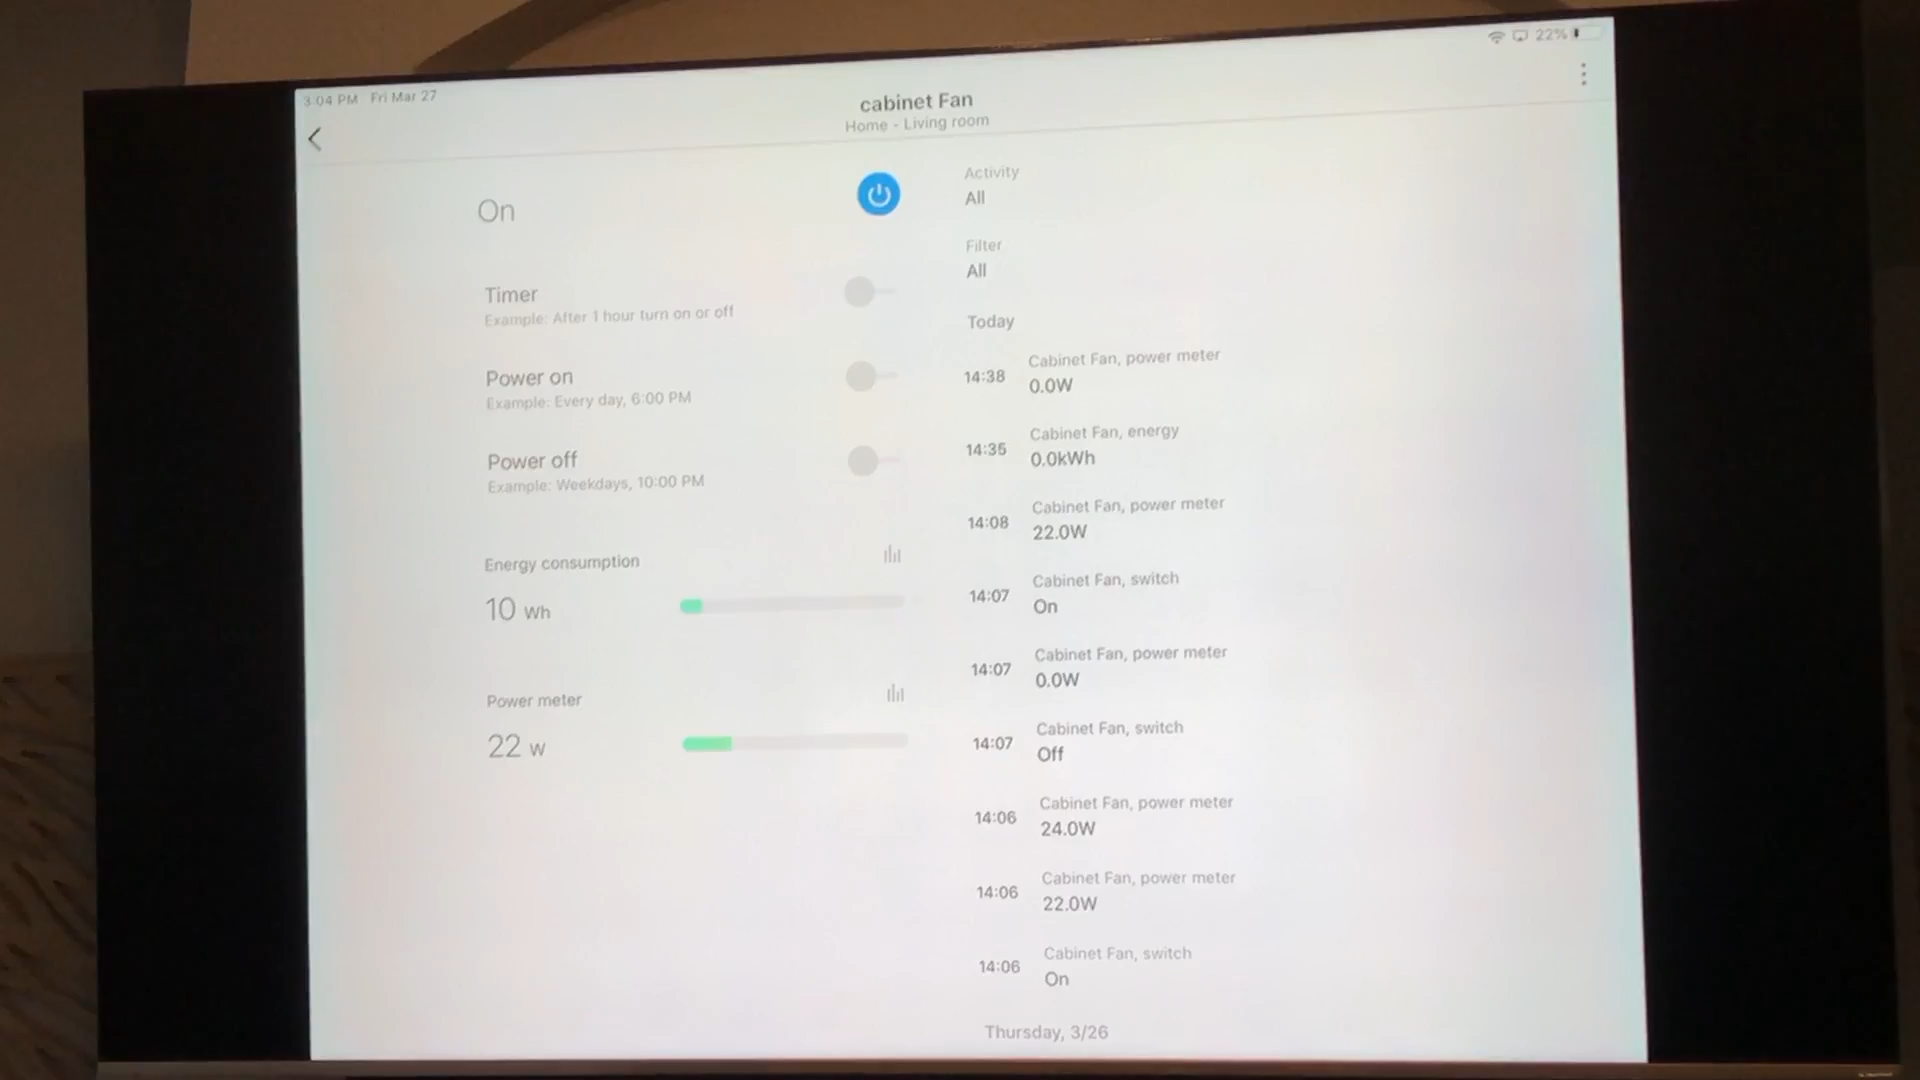 3:04 PM Fri Mar 27
22%
cabinet Fan
Home - Living room
On
Timer
Example: After 1 hour turn on or off
Power on
Example: Every day, 6:00 PM
Power off
Example: Weekdays, 10:00 PM
Energy consumption
10 Wh
Power meter
22 W
Activity
All
Filter
All
Today
14:38 Cabinet Fan, power meter
0.0W
14:35 Cabinet Fan, energy
0.0kWh
14:08 Cabinet Fan, power meter
22.0W
14:07 Cabinet Fan, switch
On
14:07 Cabinet Fan, power meter
0.0W
14:07 Cabinet Fan, switch
Off
14:06 Cabinet Fan, power meter
24.0W
14:06 Cabinet Fan, power meter
22.0W
14:06 Cabinet Fan, switch
On
Thursday, 3/26